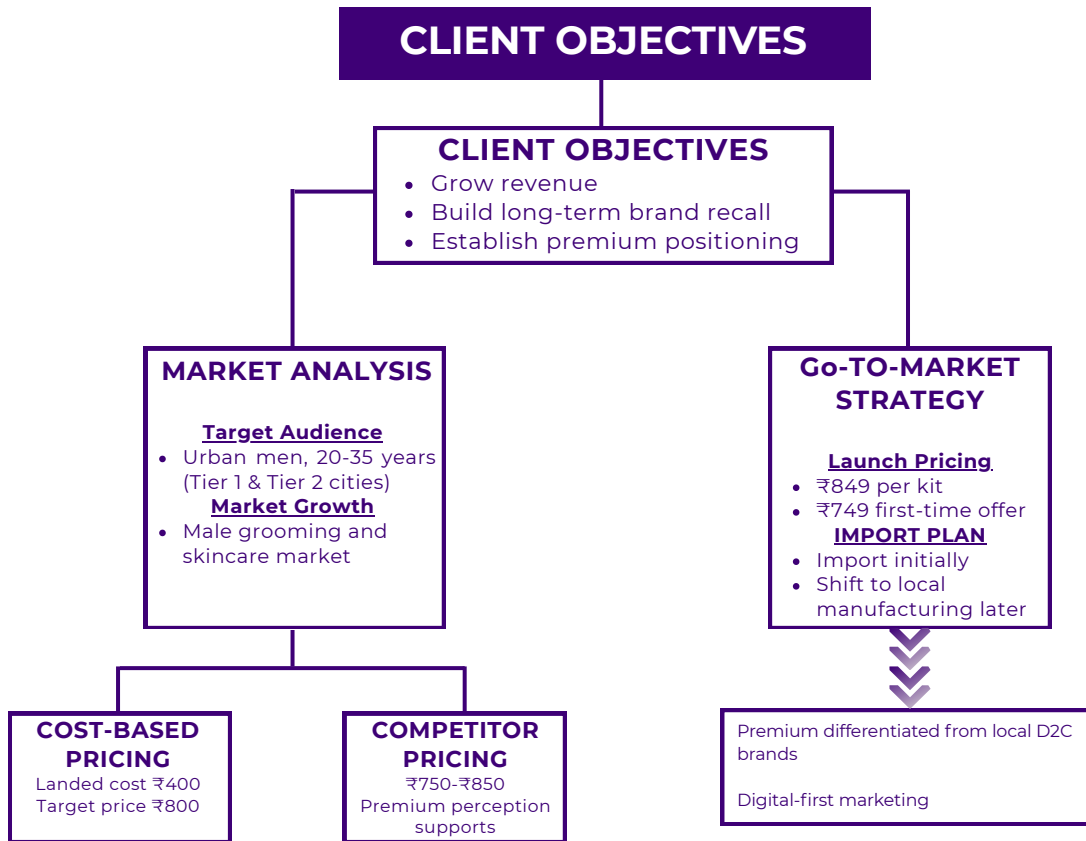 CLIENT OBJECTIVES
CLIENT OBJECTIVES
• Grow revenue
• Build long-term brand recall
• Establish premium positioning
MARKET ANALYSIS
Target Audience
• Urban men, 20-35 years
(Tier 1 & Tier 2 cities)
Market Growth
• Male grooming and
skincare market
Go-TO-MARKET
STRATEGY
Launch Pricing
• ₹849 per kit
• ₹749 first-time offer
IMPORT PLAN
• Import initially
• Shift to local
manufacturing later
COST-BASED
PRICING
Landed cost ₹400
Target price ₹800
COMPETITOR
PRICING
₹750-₹850
Premium perception
supports
Premium differentiated from local D2C
brands
Digital-first marketing